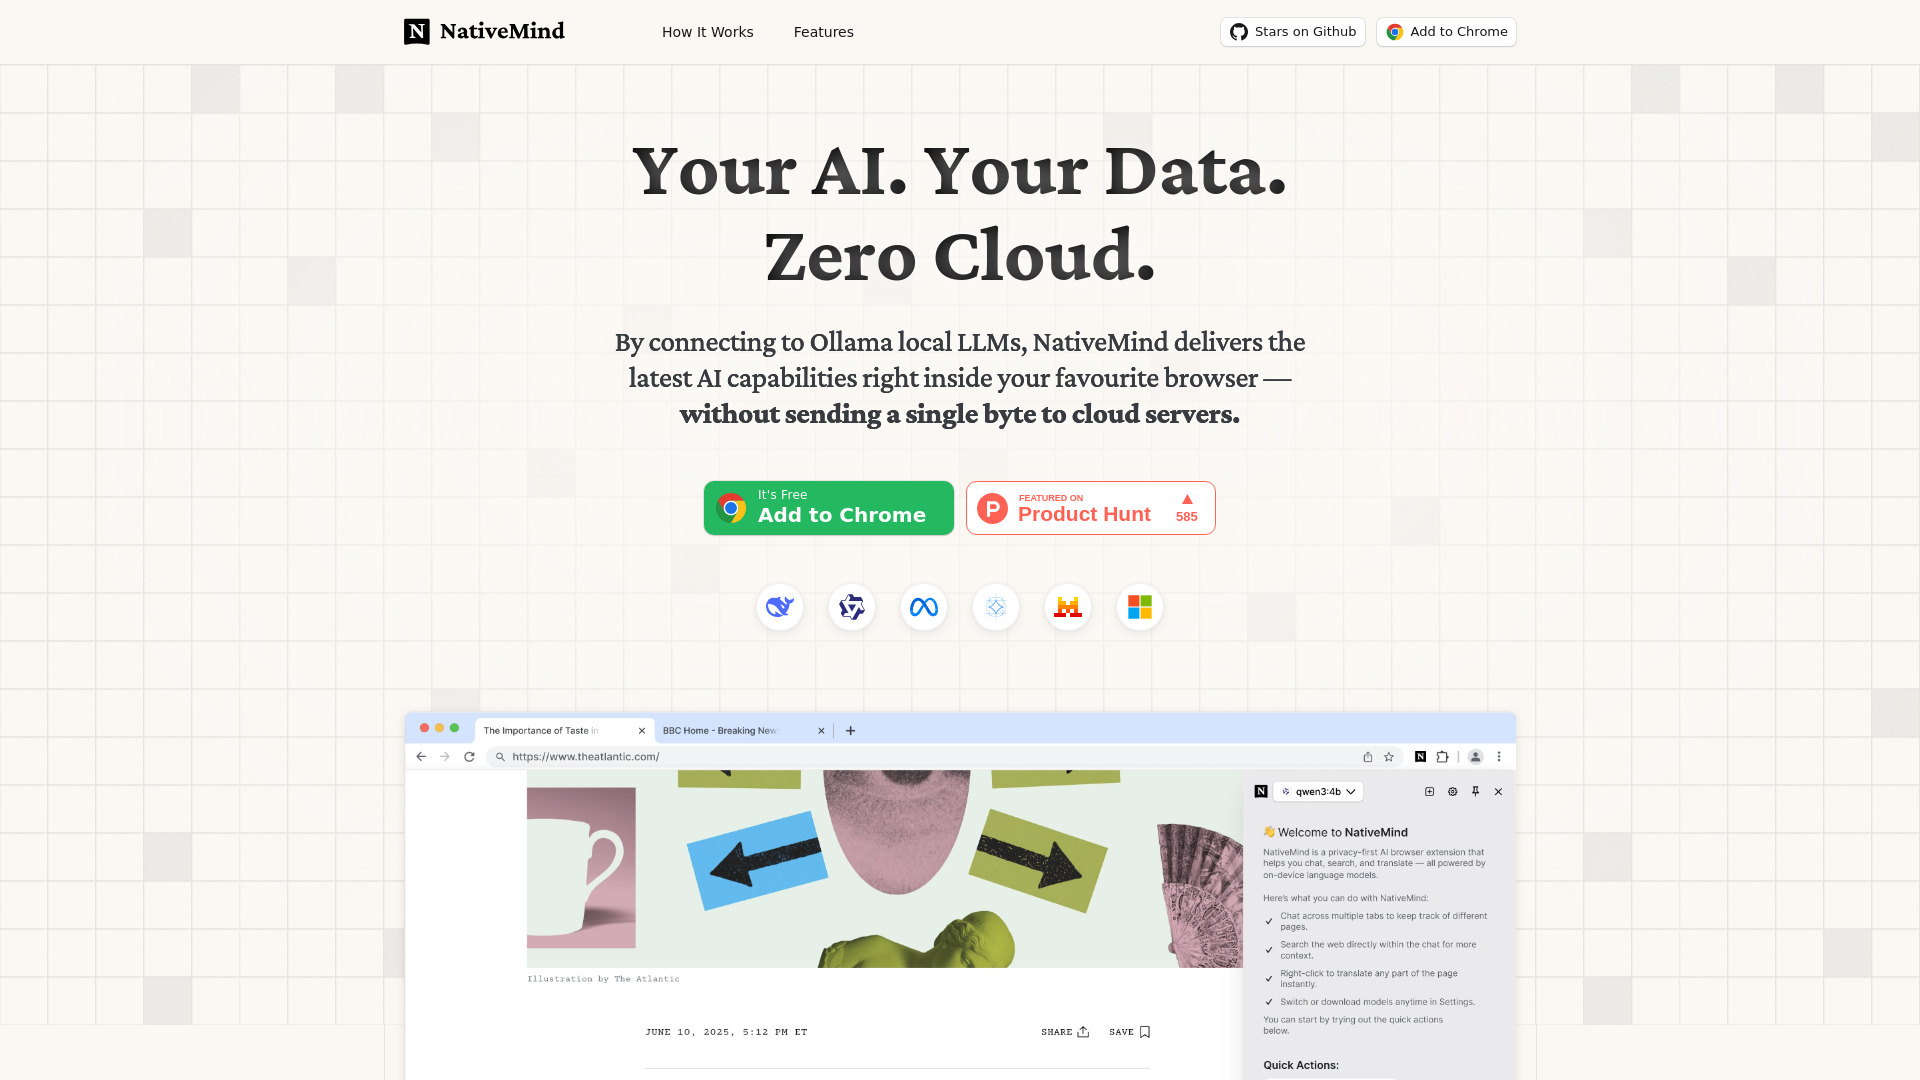 NativeMind
How It Works
Features
Stars on Github
Add to Chrome
Your AI. Your Data.
Zero Cloud.
By connecting to Ollama local LLMs, NativeMind delivers the
latest AI capabilities right inside your favourite browser —
without sending a single byte to cloud servers.
It's Free
Add to Chrome
FEATURED ON
Product Hunt
585
The Importance of Taste in
BBC Home - Breaking New
https://www.theatlantic.com/
qwen3:4b
👋 Welcome to NativeMind
NativeMind is a privacy-first AI browser extension that
helps you chat, search, and translate — all powered by
on-device language models.
Here's what you can do with NativeMind:
Chat across multiple tabs to keep track of different
pages.
Search the web directly within the chat for more
context.
Right-click to translate any part of the page
instantly.
Switch or download models anytime in Settings.
You can start by trying out the quick actions
below.
Quick Actions:
Illustration by The Atlantic
JUNE 10, 2025, 5:12 PM ET
SHARE
SAVE